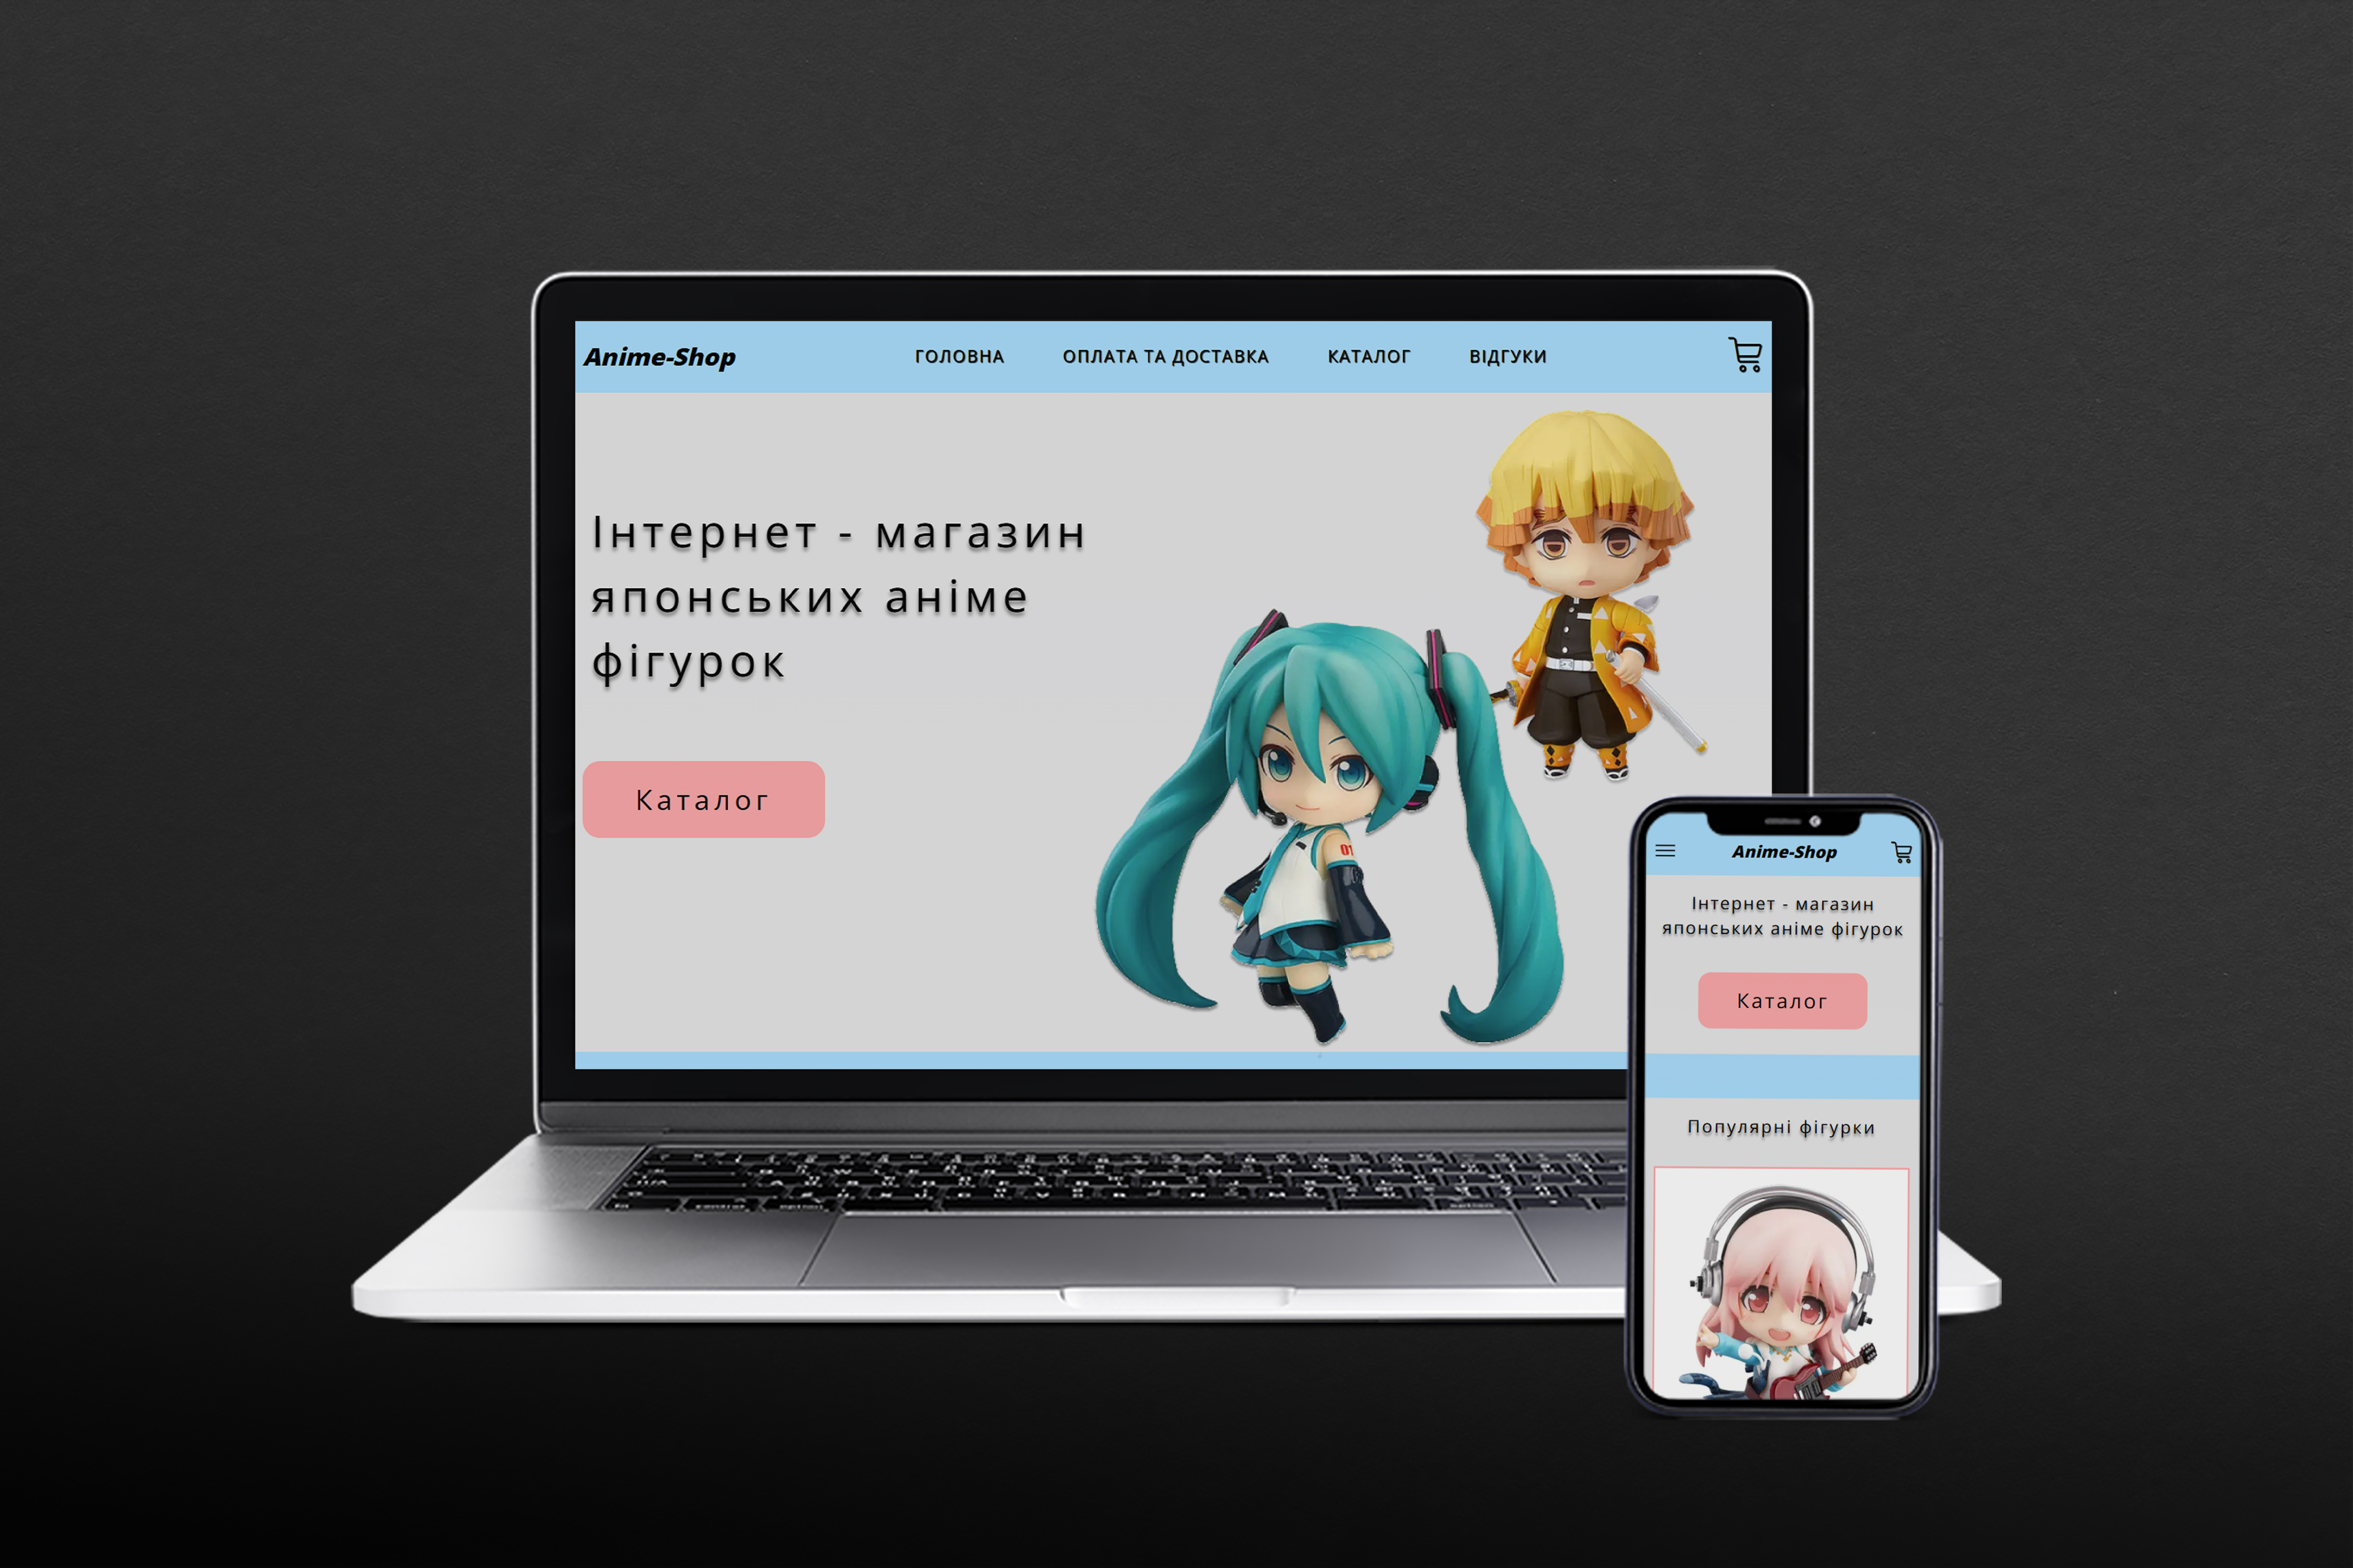 Anime-Shop
ГОЛОВНА ОПЛАТА ТА ДОСТАВКА КАТАЛОГ ВІДГУКИ
Інтернет - магазин
японських аніме
фігурок
Каталог
01
Anime-Shop
Інтернет - магазин
японських аніме фігурок
Каталог
Популярні фігурки